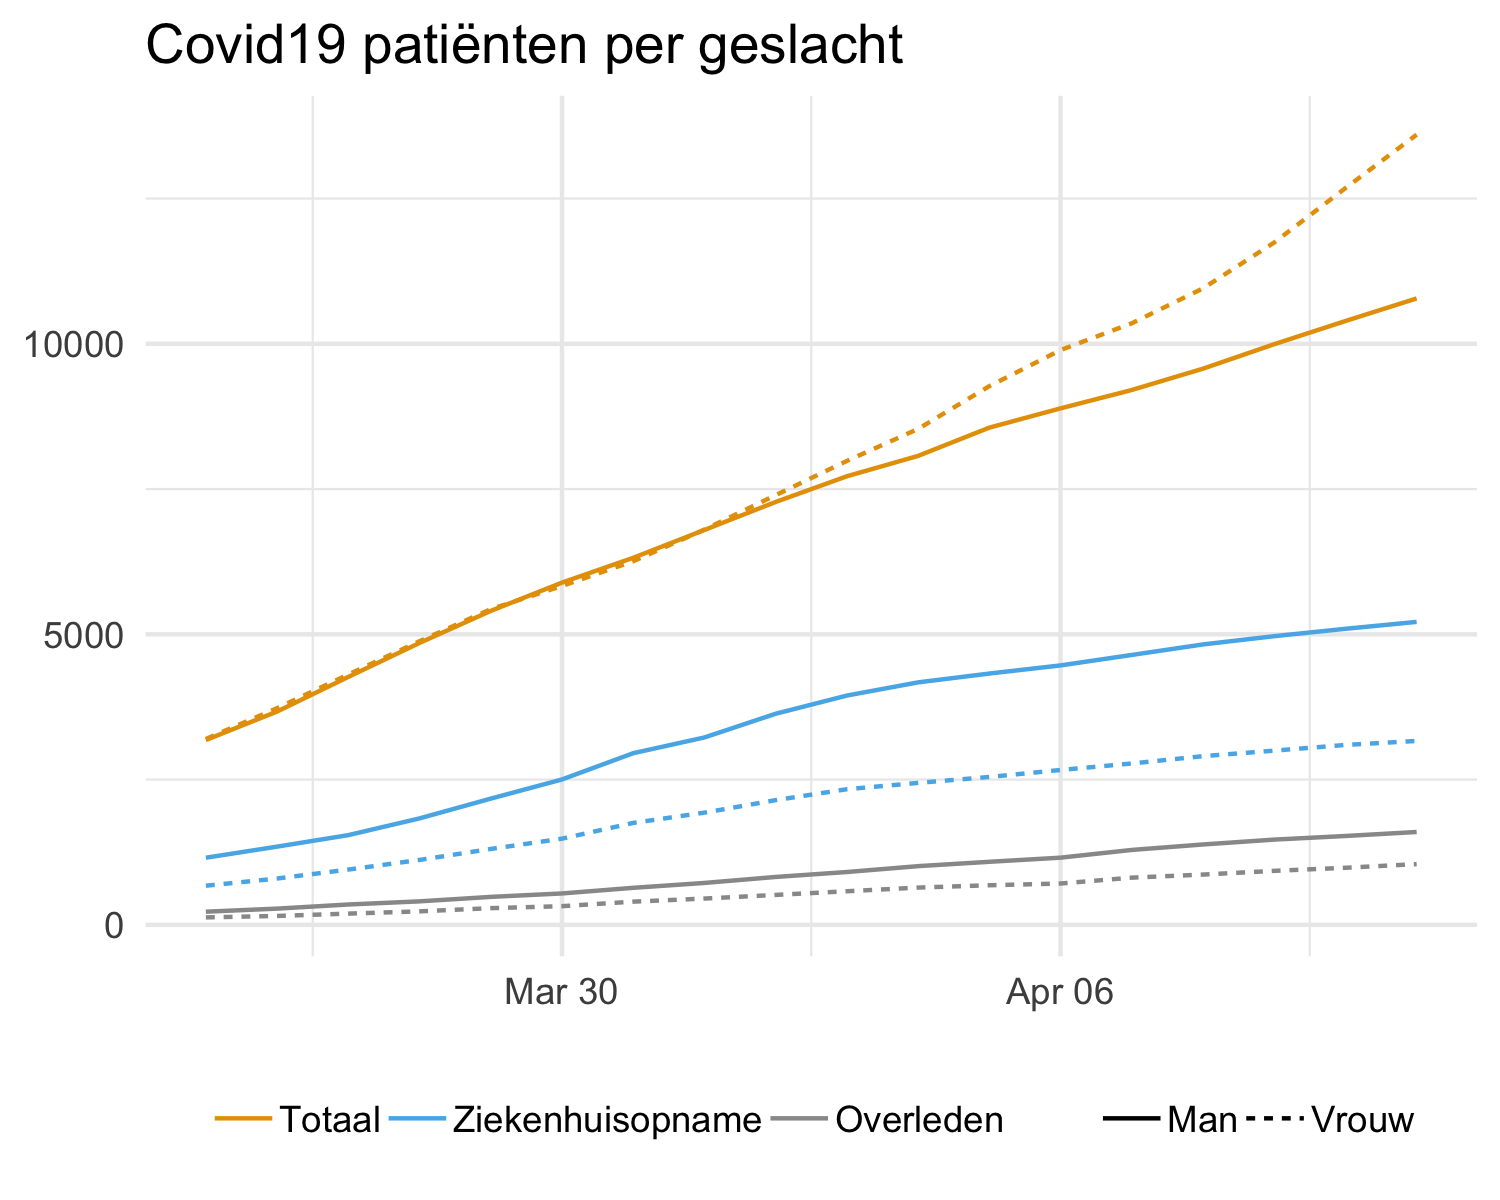 Covid19 patiënten per geslacht
10000
5000
0
Mar 30 Apr 06
Totaal Ziekenhuisopname Overleden Man Vrouw